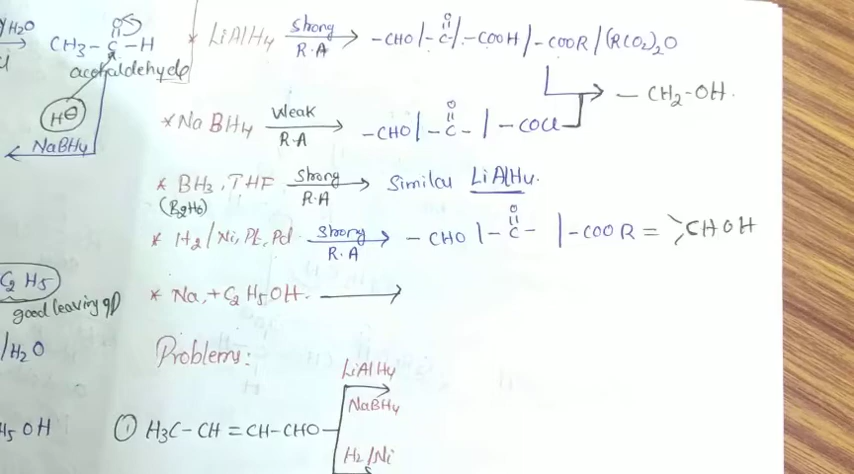 /H2O
CH3-C-H
O
acetaldehyde
H⊖
NaBH4
* LiAlH4 Strong R.A → -CHO/-C-/-COOH/-COOR/(RCO2)2O
O
→ -CH2-OH.
* NaBH4 Weak R.A → -CHO/-C-/-COCl
O
* BH3, THF Strong R.A → Similar LiAlH4.
(B2H6)
* H2/Ni, Pt, Pd. Strong R.A → -CHO/-C-/-COOR = >CHOH
O
* Na, + C2H5OH. →
C2H5
good leaving gp
/H2O
H5OH
Problems:
① H3C-CH=CH-CHO
LiAlH4
NaBH4
H2/Ni